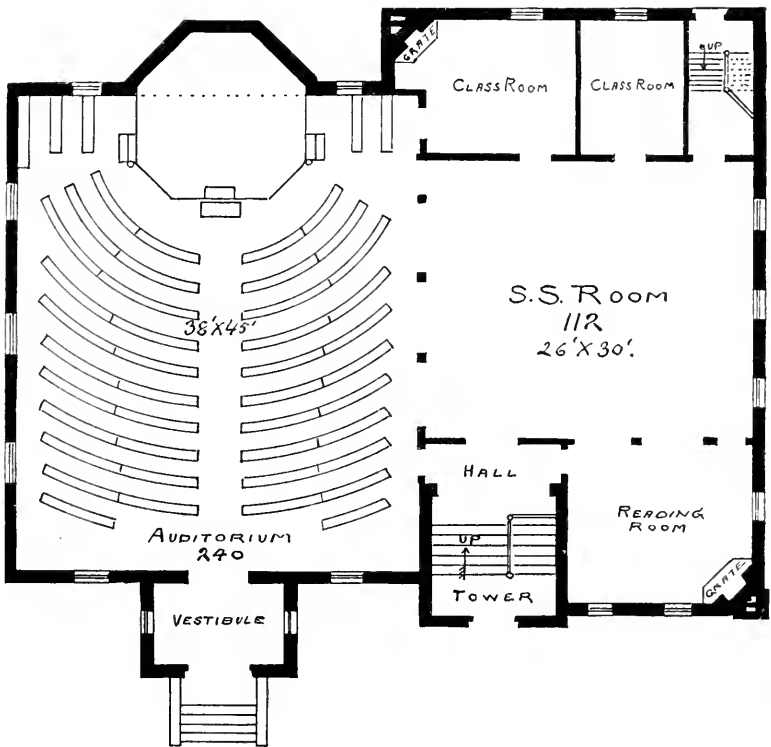 GRATE
CLASS ROOM
CLASS ROOM
UP
S.S. ROOM
112
26'X30'.
38'X45'
HALL
READING
ROOM
AUDITORIUM
240
UP
TOWER
GRATE
VESTIBULE